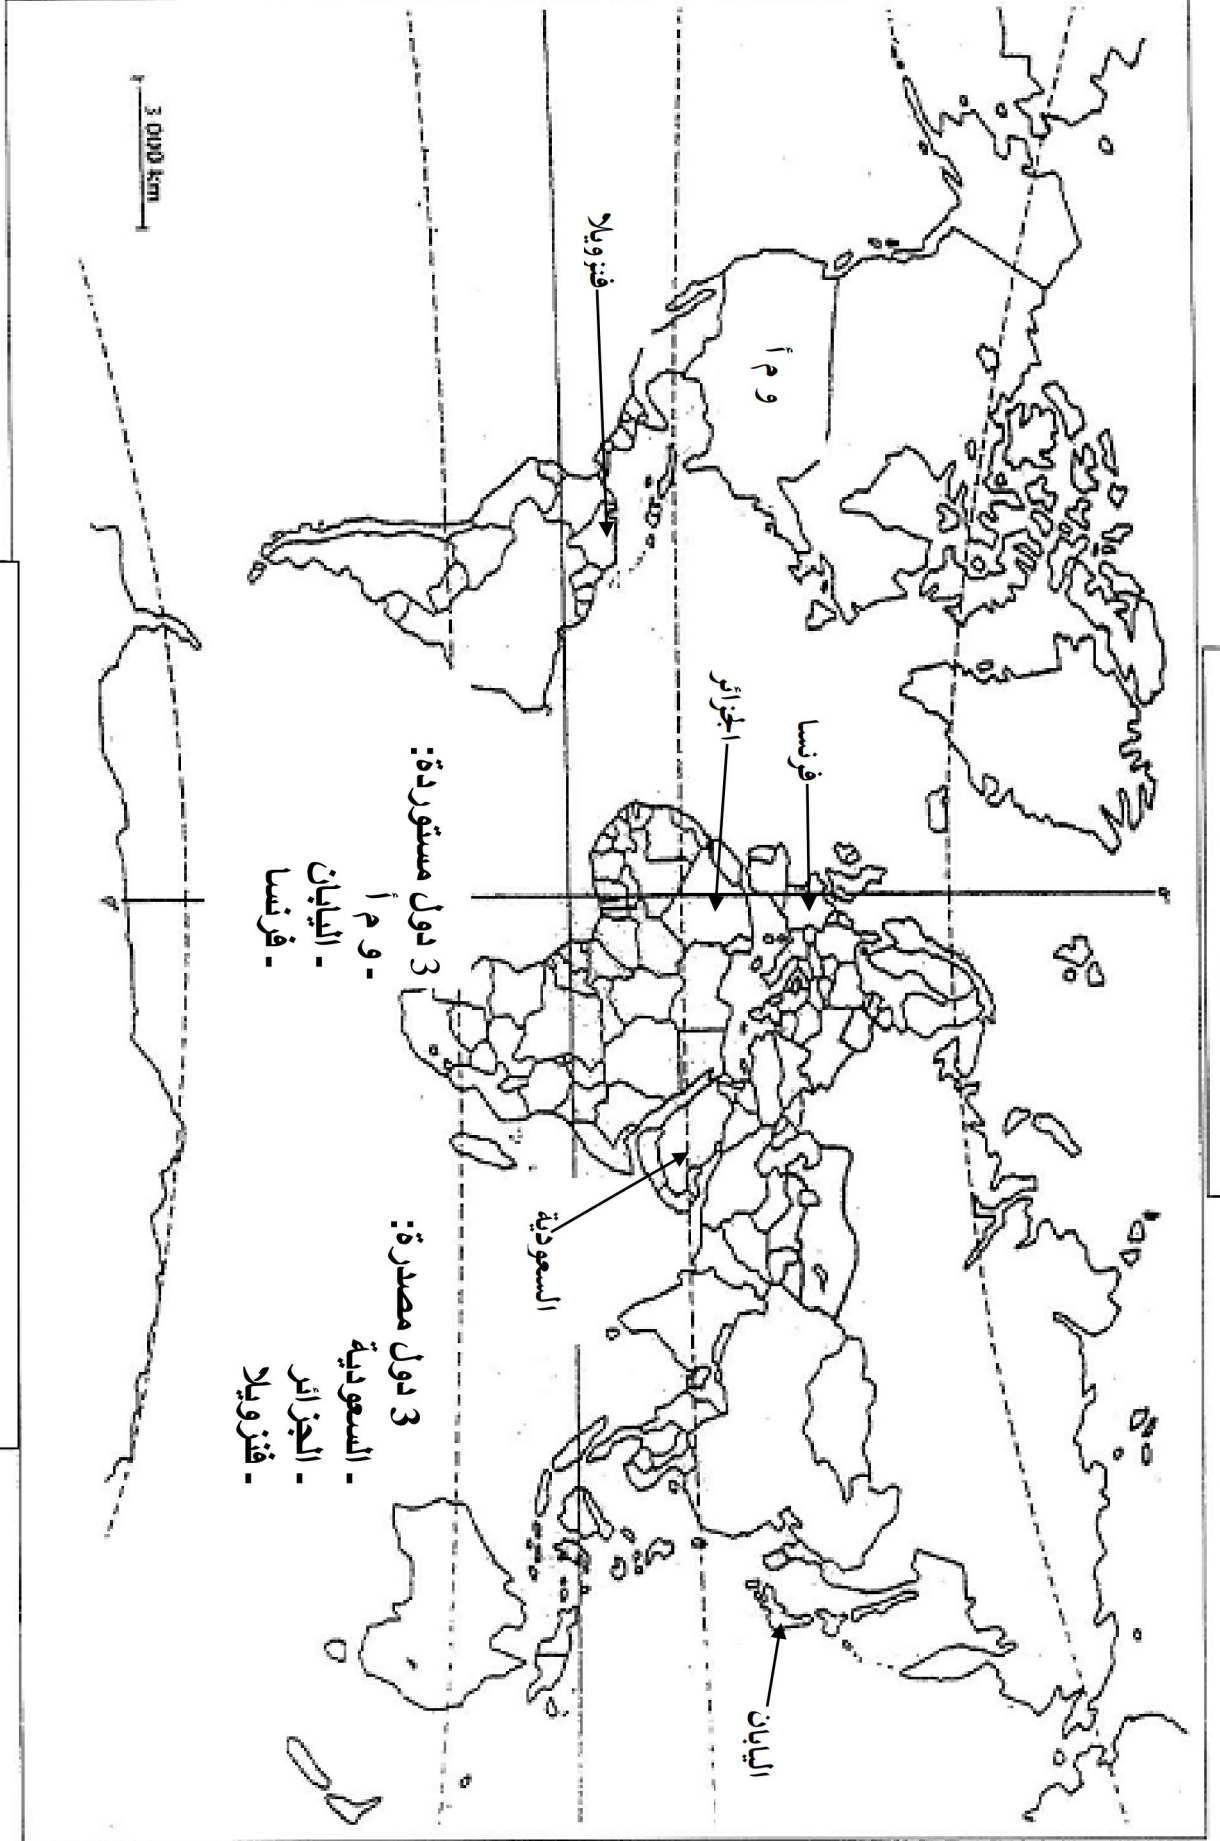 فرنسا
الجزائر
و م أ
فنزويلا
اليابان
السعودية
3 دول مستوردة:
- و م أ
- اليابان
- فرنسا
3 دول مصدرة:
- السعودية
- الجزائر
- فنزويلا
3 000 km